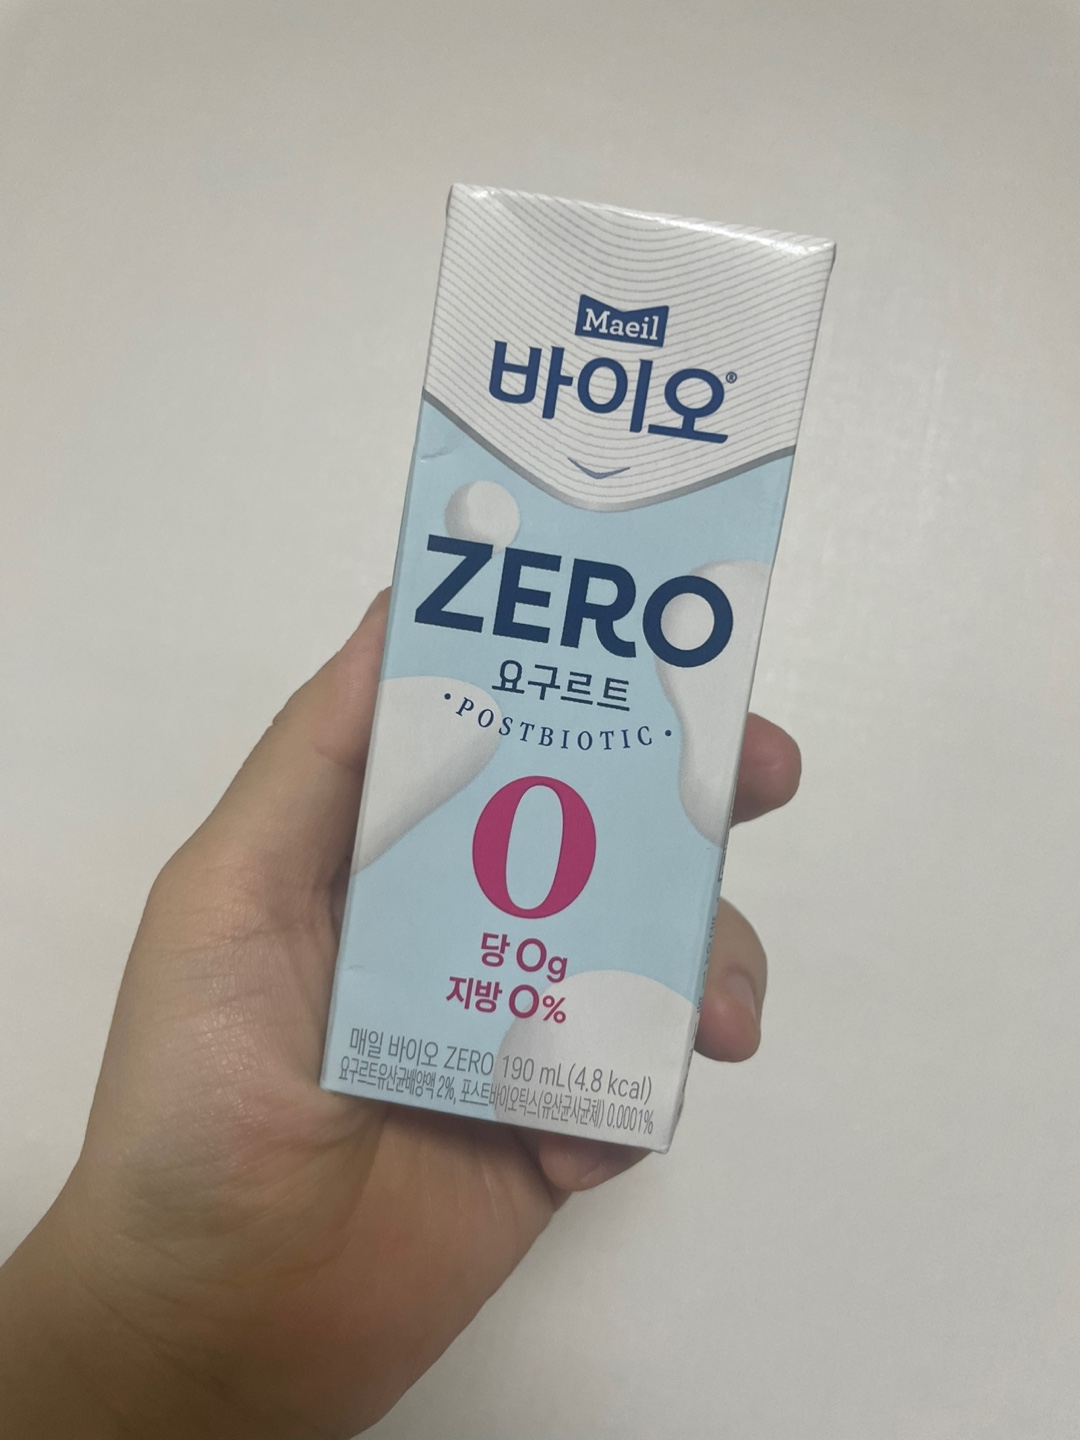 Maeil
바이오®
ZERO
요구르트
·POSTBIOTIC·
0
당 0g
지방 0%
매일 바이오 ZERO 190 mL(4.8 kcal)
요구르트유산균배양액 2%, 포스트바이오틱스(유산균사균체) 0.0001%